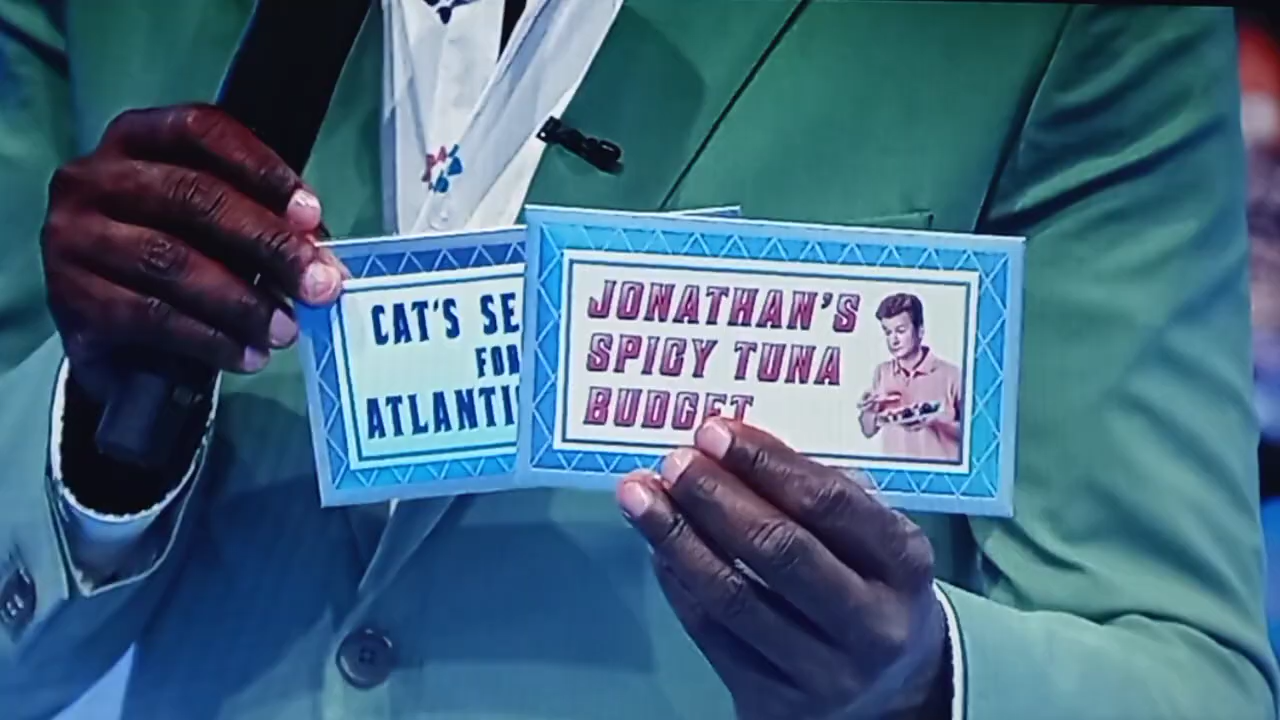 CAT'S SE
FOR
ATLANTI
JONATHAN'S
SPICY TUNA
BUDGET